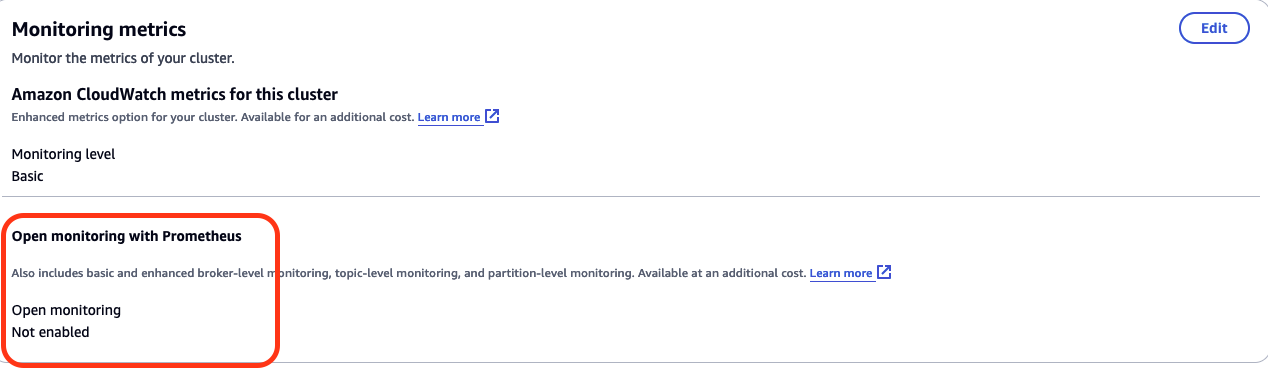 Monitoring metrics
Edit
Monitor the metrics of your cluster.
Amazon CloudWatch metrics for this cluster
Enhanced metrics option for your cluster. Available for an additional cost. Learn more
Monitoring level
Basic
Open monitoring with Prometheus
Also includes basic and enhanced broker-level monitoring, topic-level monitoring, and partition-level monitoring. Available at an additional cost. Learn more
Open monitoring
Not enabled